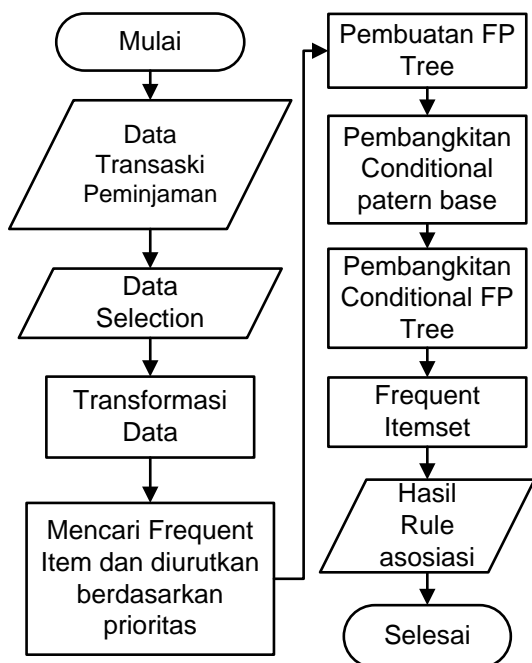 Mulai
Data
Transaski
Peminjaman
Data
Selection
Transformasi
Data
Mencari Frequent
Item dan diurutkan
berdasarkan
prioritas
Pembuatan FP
Tree
Pembangkitan
Conditional
patern base
Pembangkitan
Conditional FP
Tree
Frequent
Itemset
Hasil
Rule
asosiasi
Selesai